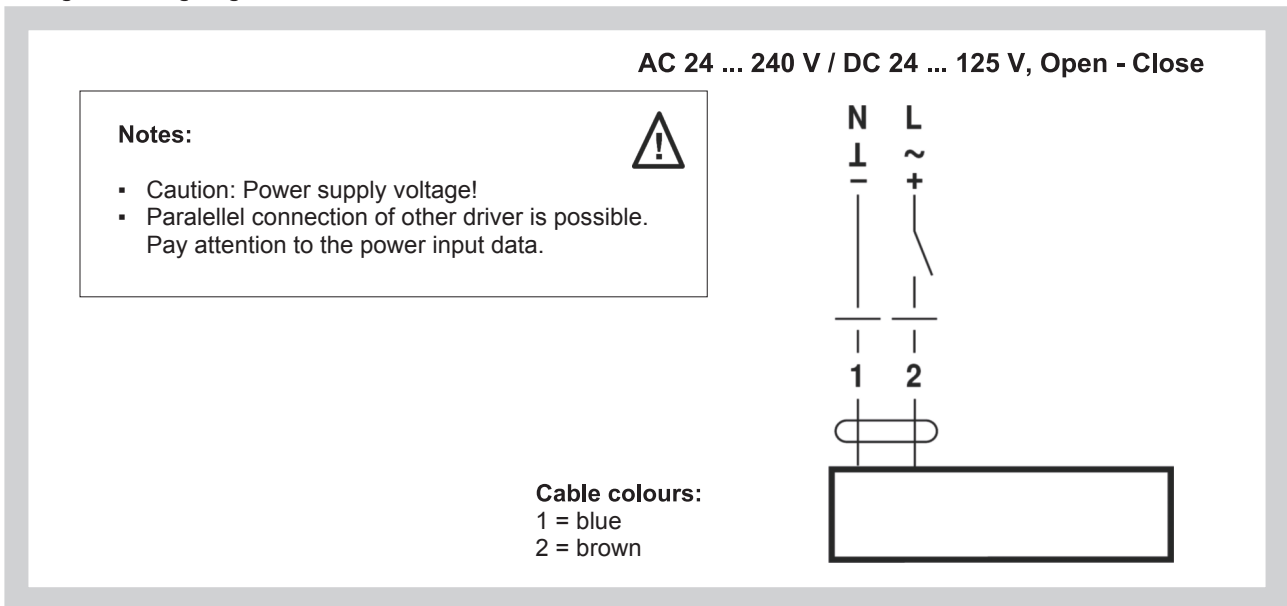 AC 24 ... 240 V / DC 24 ... 125 V, Open - Close
Notes:
▪ Caution: Power supply voltage!
▪ Paralellel connection of other driver is possible.
Pay attention to the power input data.
N L
⊥ ~
− +
1 2
Cable colours:
1 = blue
2 = brown